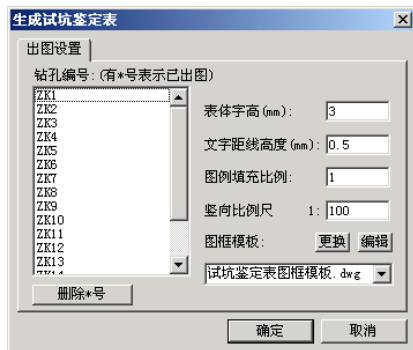 生成试坑鉴定表
出图设置
钻孔编号:(有*号表示已出图)
ZK1
ZK2
ZK3
ZK4
ZK5
ZK6
ZK7
ZK8
ZK9
ZK10
ZK11
ZK12
ZK13
ZK14
删除*号
表体字高(mm): 3
文字距线高度(mm): 0.5
图例填充比例: 1
竖向比例尺 1: 100
图框模板: 更换 编辑
试坑鉴定表图框模板.dwg
确定 取消